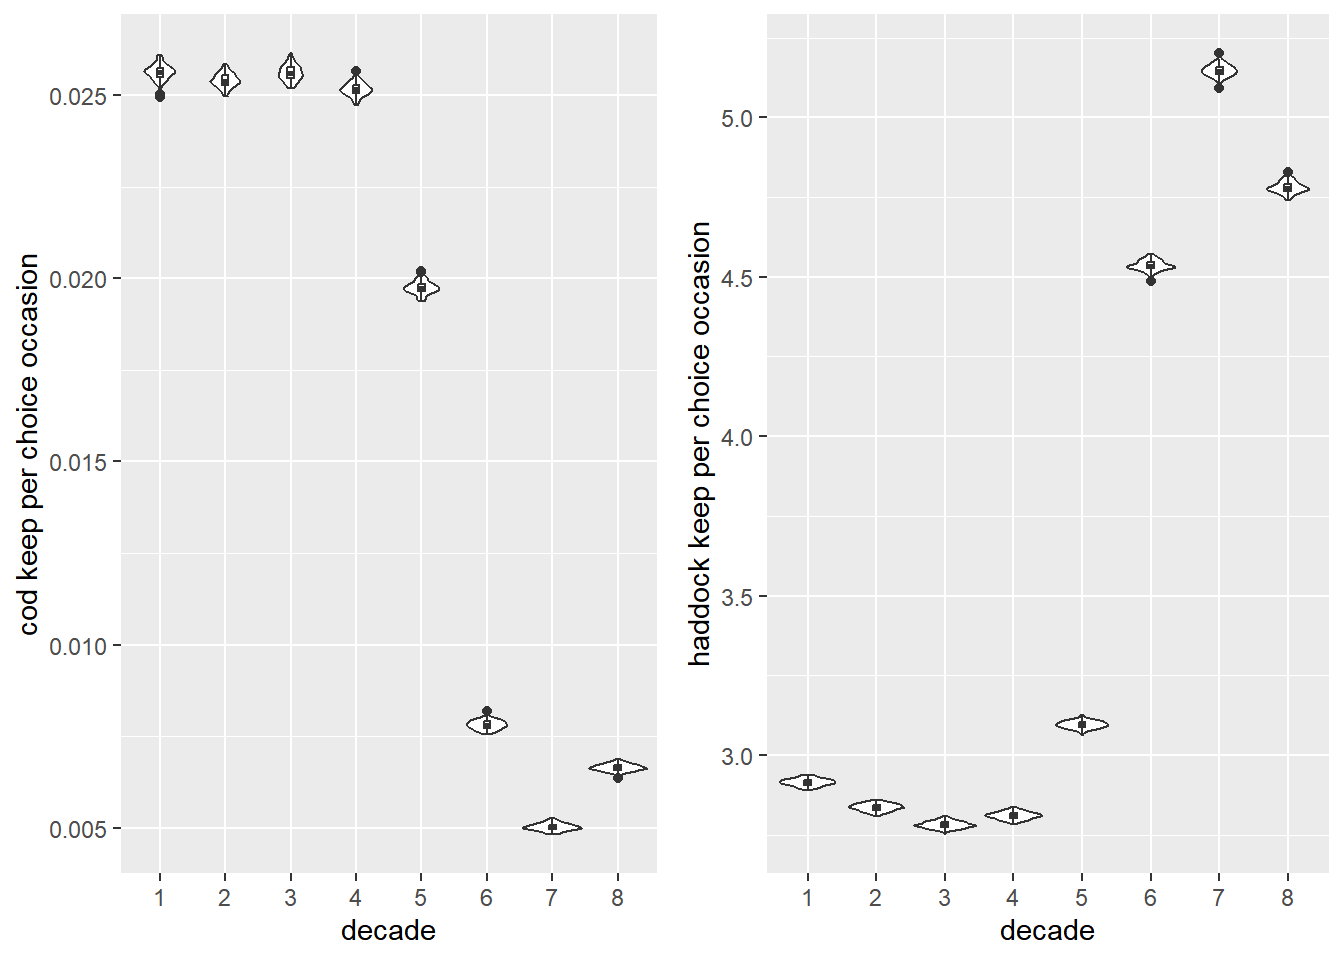 cod keep per choice occasion
0.025
0.020
0.015
0.010
0.005
1 2 3 4 5 6 7 8
decade
haddock keep per choice occasion
5.0
4.5
4.0
3.5
3.0
1 2 3 4 5 6 7 8
decade